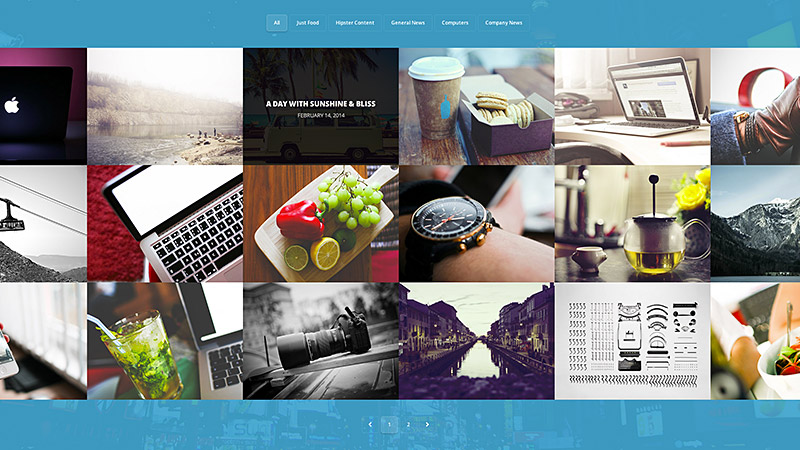 All
Just Food
Hipster Content
General News
Computers
Company News
A DAY WITH SUNSHINE & BLISS
FEBRUARY 14, 2014
1
2